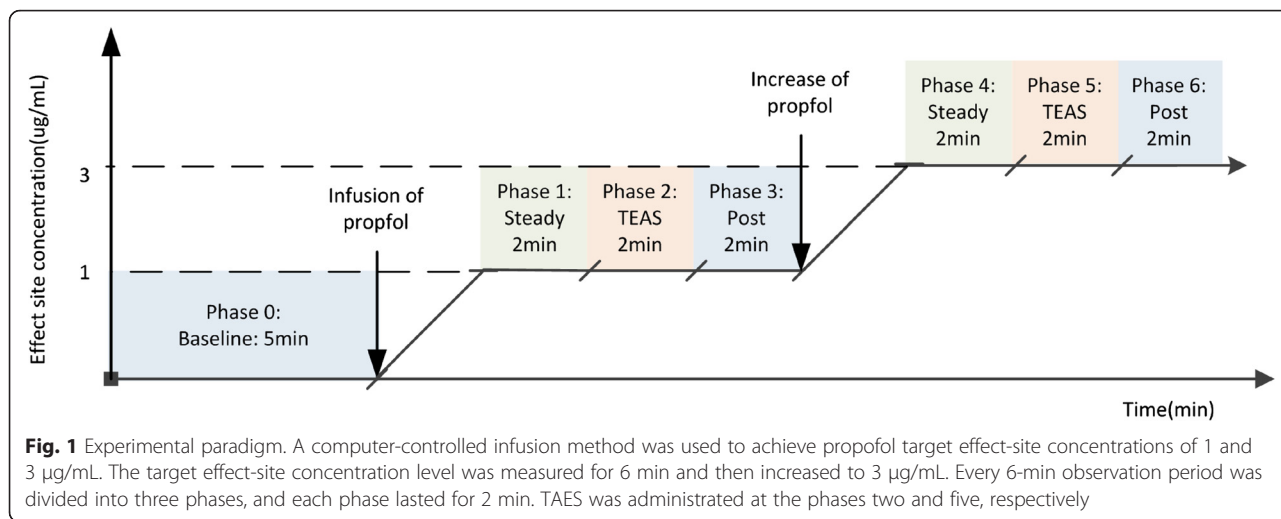 Effect site concentration(ug/mL)
3
1
Phase 0:
Baseline: 5min
Infusion of
propfol
Phase 1:
Steady
2min
Phase 2:
TEAS
2min
Phase 3:
Post
2min
Increase of
propfol
Phase 4:
Steady
2min
Phase 5:
TEAS
2min
Phase 6:
Post
2min
Time(min)
Fig. 1 Experimental paradigm. A computer-controlled infusion method was used to achieve propofol target effect-site concentrations of 1 and
3 μg/mL. The target effect-site concentration level was measured for 6 min and then increased to 3 μg/mL. Every 6-min observation period was
divided into three phases, and each phase lasted for 2 min. TAES was administrated at the phases two and five, respectively